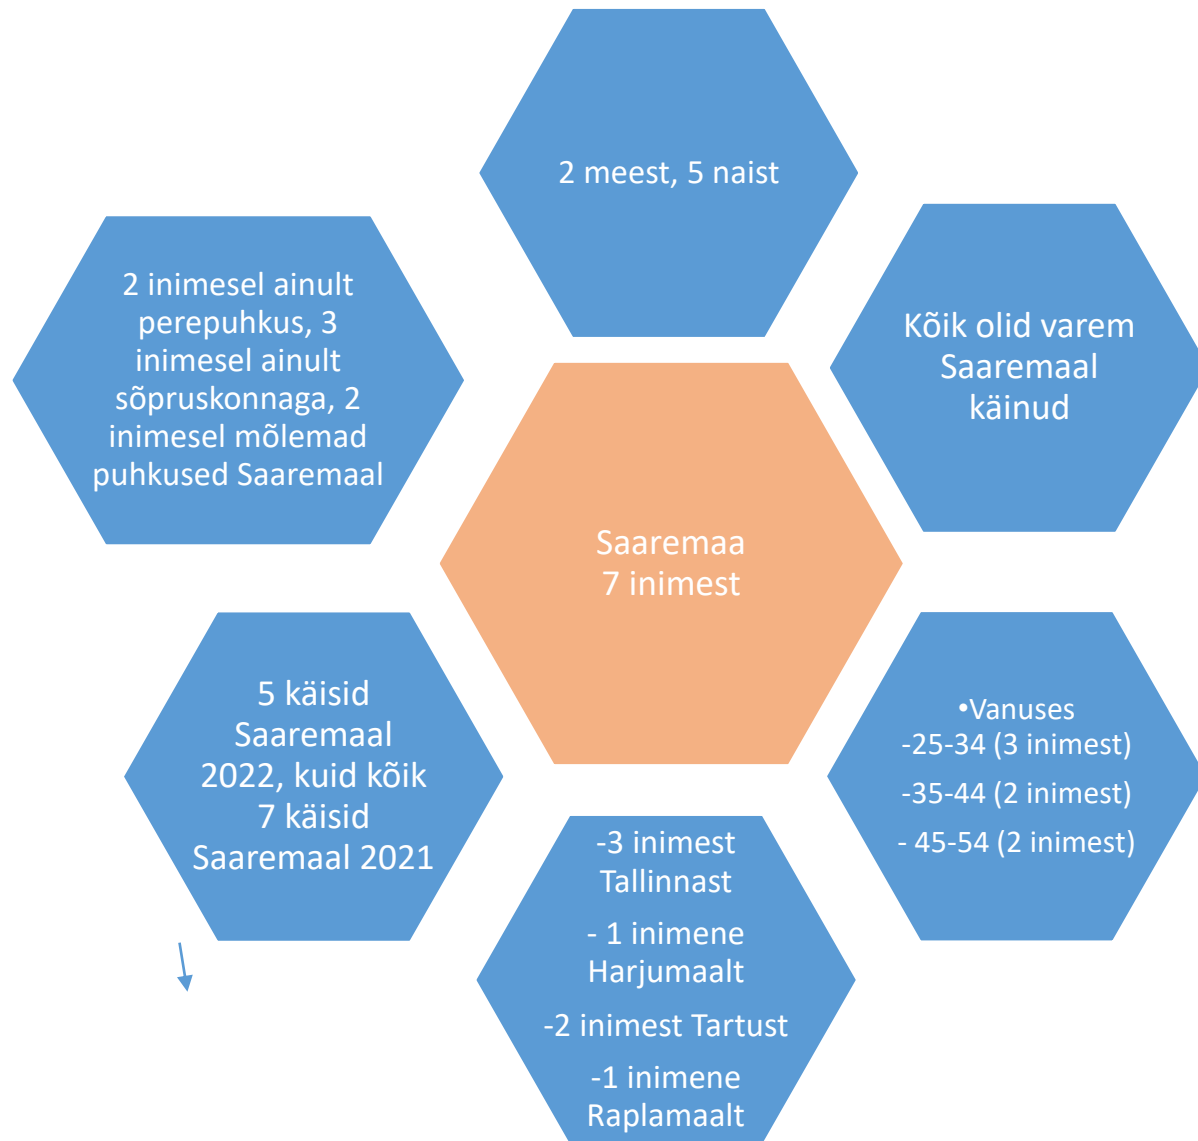 2 meest, 5 naist
2 inimesel ainult
perepuhkus, 3
inimesel ainult
sõpruskonnaga, 2
inimesel mõlemad
puhkused Saaremaal
Kõik olid varem
Saaremaal
käinud
Saaremaa
7 inimest
5 käisid
Saaremaal
2022, kuid kõik
7 käisid
Saaremaal 2021
•Vanuses
-25-34 (3 inimest)
-35-44 (2 inimest)
- 45-54 (2 inimest)
-3 inimest
Tallinnast
- 1 inimene
Harjumaalt
-2 inimest Tartust
-1 inimene
Raplamaalt